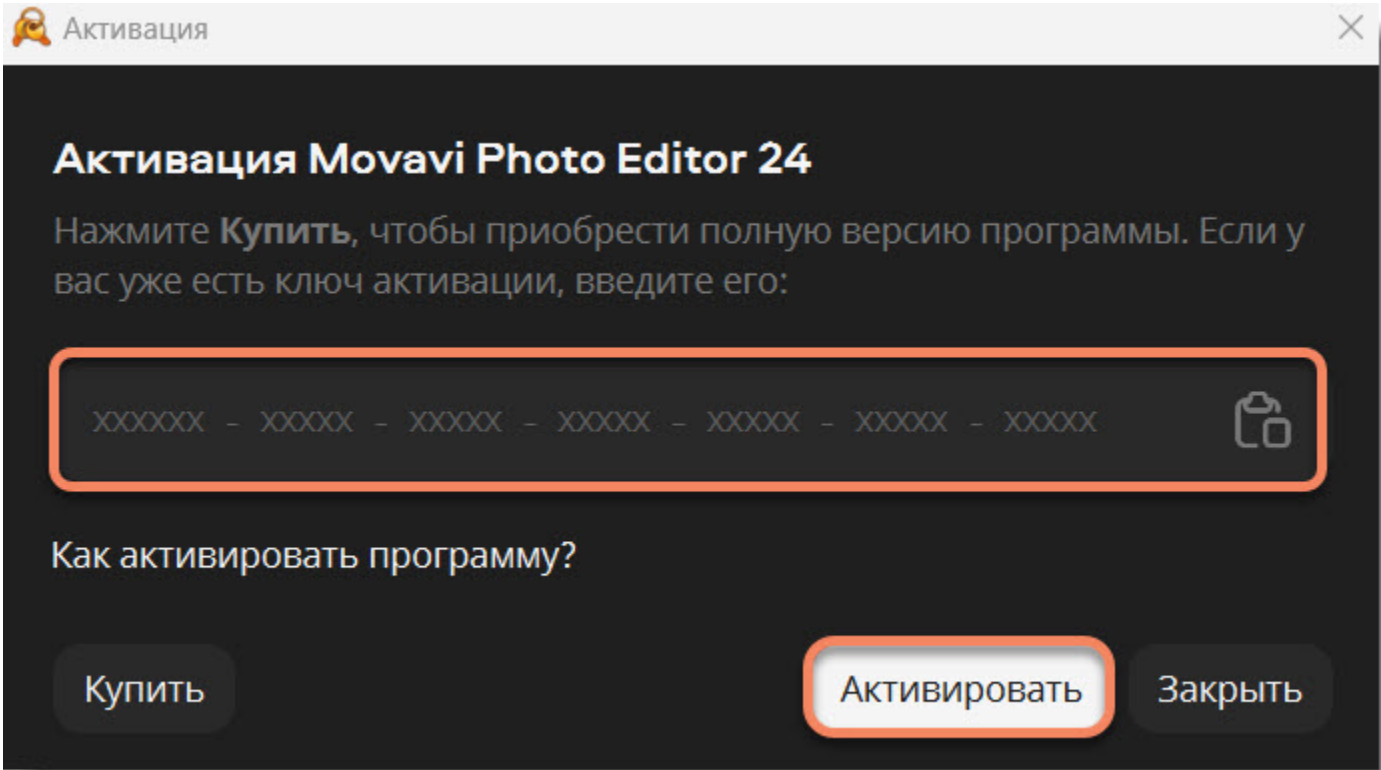 Активация
Активация Movavi Photo Editor 24
Нажмите Купить, чтобы приобрести полную версию программы. Если у
вас уже есть ключ активации, введите его:
XXXXXX - XXXXX - XXXXX - XXXXX - XXXXX - XXXXX - XXXXX
Как активировать программу?
Купить
Активировать
Закрыть